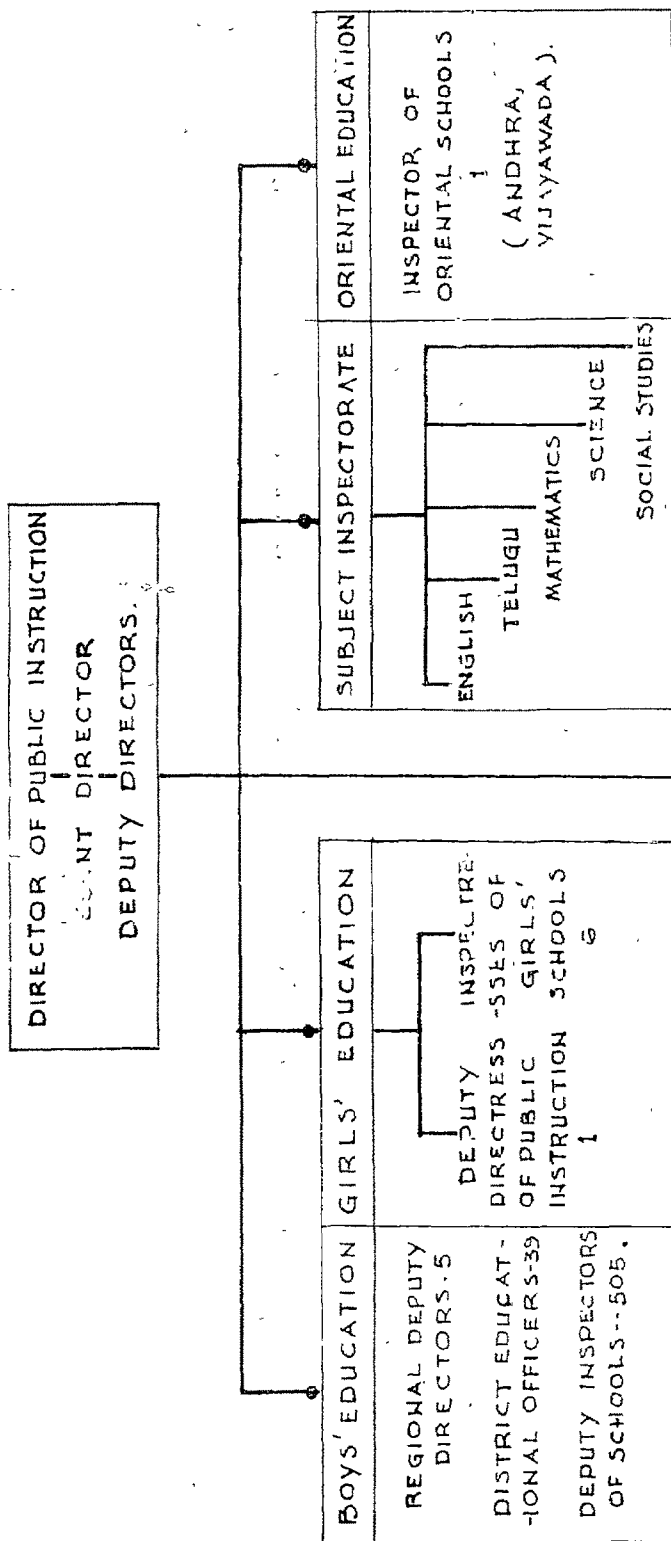 DIRECTOR OF PUBLIC INSTRUCTION
DIRECTOR
DEPUTY DIRECTORS.
BOYS' EDUCATION
REGIONAL DEPUTY
DIRECTORS-5
DISTRICT EDUCAT-
-IONAL OFFICERS-39
DEPUTY INSPECTORS
OF SCHOOLS--505.
GIRLS' EDUCATION
DEPUTY
DIRECTRESS
OF PUBLIC
INSTRUCTION
1
INSPECTRE-
-SSES OF
GIRLS'
SCHOOLS
6
SUBJECT INSPECTORATE
ENGLISH
TELUGU
MATHEMATICS
SCIENCE
SOCIAL STUDIES
ORIENTAL EDUCATION
INSPECTOR OF
ORIENTAL SCHOOLS
1
(ANDHRA,
VIJAYAWADA).